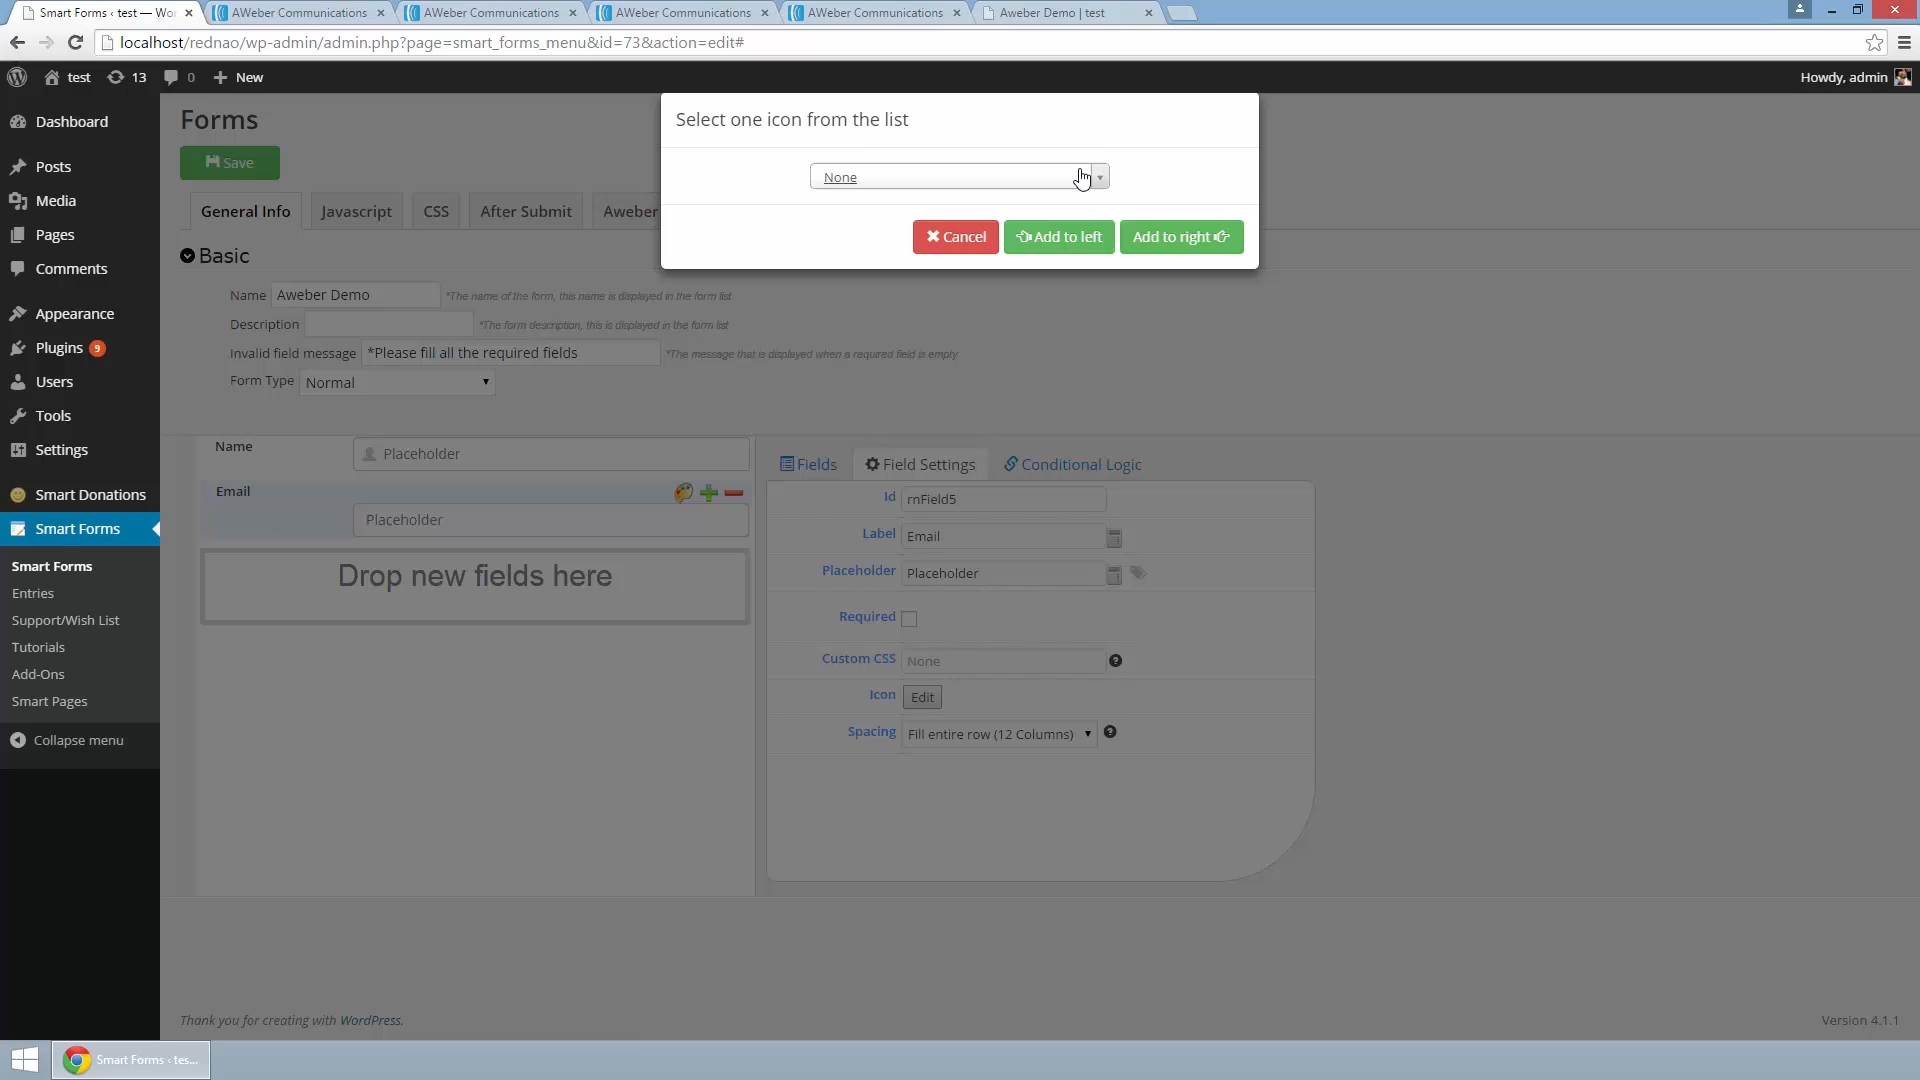 Smart Forms ‹ test — Wor
AWeber Communications
AWeber Communications
AWeber Communications
AWeber Communications
Aweber Demo | test
localhost/rednao/wp-admin/admin.php?page=smart_forms_menu&id=73&action=edit#
test
13
0
New
Howdy, admin
Dashboard
Posts
Media
Pages
Comments
Appearance
Plugins 9
Users
Tools
Settings
Smart Donations
Smart Forms
Smart Forms
Entries
Support/Wish List
Tutorials
Add-Ons
Smart Pages
Collapse menu
Forms
Save
General Info
Javascript
CSS
After Submit
Aweber
Select one icon from the list
None
Cancel
Add to left
Add to right
Basic
Name Aweber Demo *The name of the form, this name is displayed in the form list
Description *The form description, this is displayed in the form list
Invalid field message *Please fill all the required fields *The message that is displayed when a required field is empty
Form Type Normal
Name
Placeholder
Email
Placeholder
Drop new fields here
Fields
Field Settings
Conditional Logic
Id rnField5
Label Email
Placeholder Placeholder
Required
Custom CSS None
Icon Edit
Spacing Fill entire row (12 Columns)
Thank you for creating with WordPress.
Version 4.1.1
Smart Forms ‹ tes...